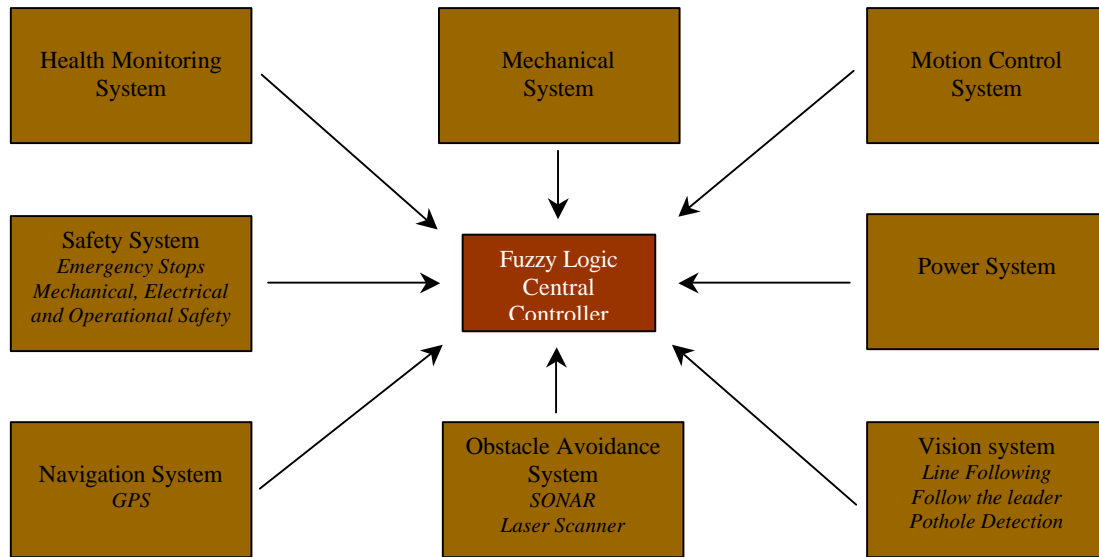 Health Monitoring
System
Mechanical
System
Motion Control
System
Safety System
Emergency Stops
Mechanical, Electrical
and Operational Safety
Fuzzy Logic
Central
Controller
Power System
Navigation System
GPS
Obstacle Avoidance
System
SONAR
Laser Scanner
Vision system
Line Following
Follow the leader
Pothole Detection